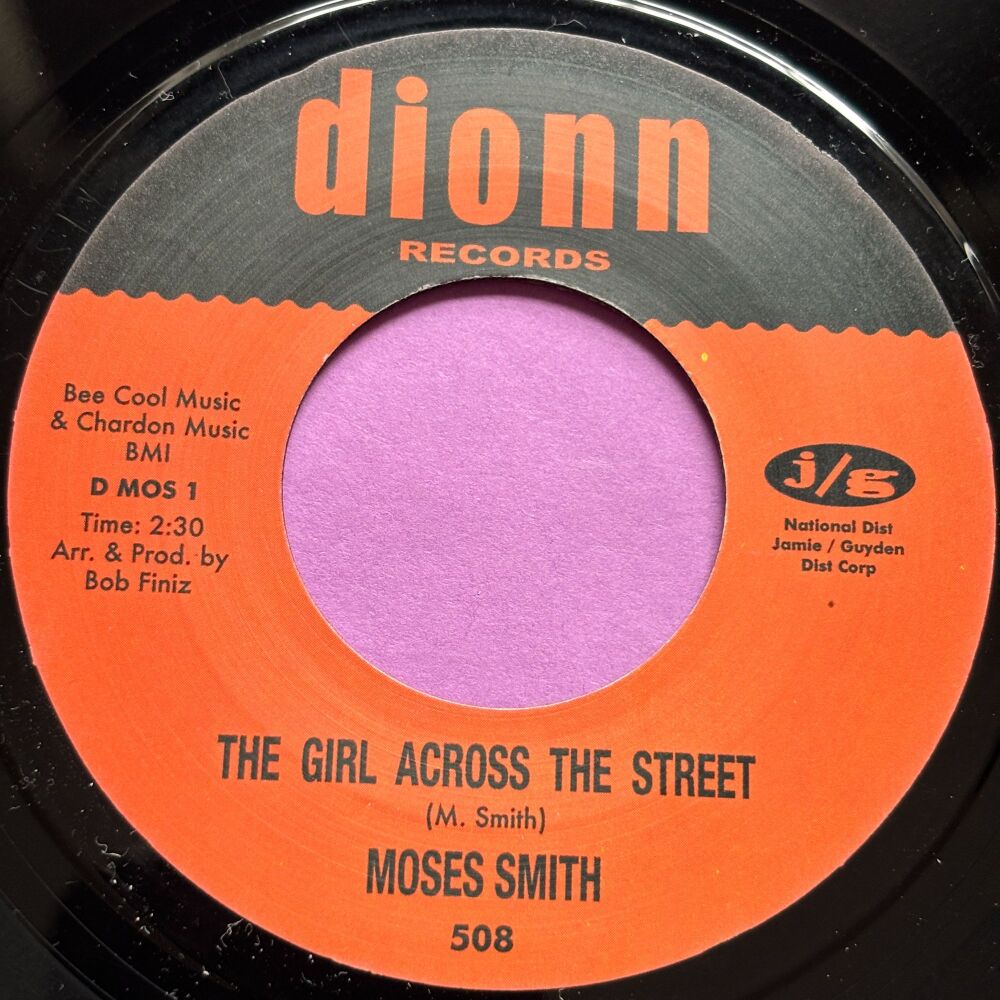 dionn
RECORDS
Bee Cool Music
& Chardon Music
BMI
D MOS 1
Time: 2:30
Arr. & Prod. by
Bob Finiz
j/g
National Dist
Jamie / Guyden
Dist Corp
THE GIRL ACROSS THE STREET
(M. Smith)
MOSES SMITH
508